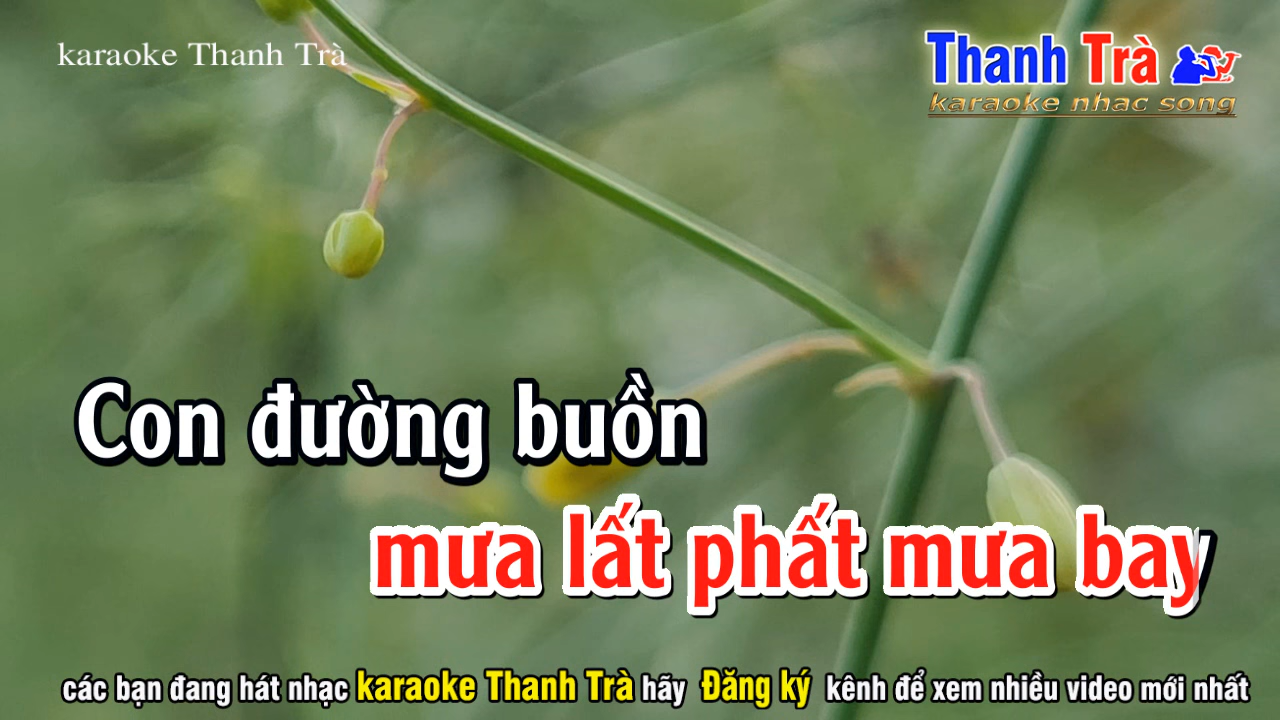 karaoke Thanh Trà
Thanh Trà
karaoke nhac song
Con đường buồn
mưa lất phất mưa bay
các bạn đang hát nhạc karaoke Thanh Trà hãy Đăng ký kênh để xem nhiều video mới nhất